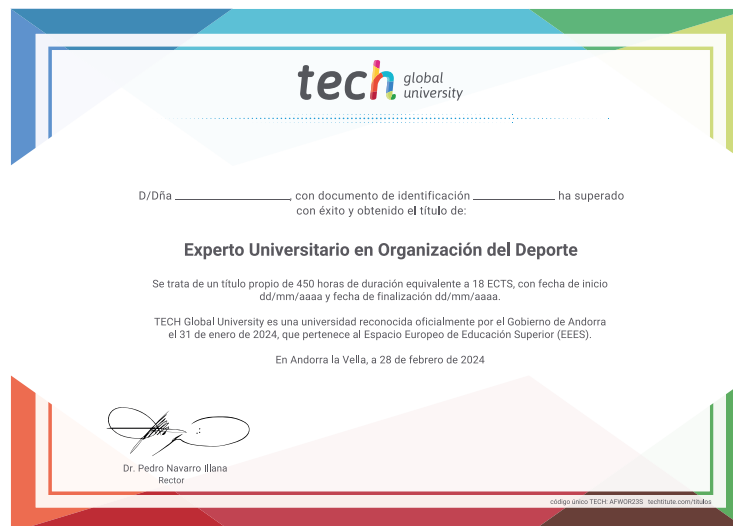 tech global university
D/Dña ____________________, con documento de identificación ______________ ha superado
con éxito y obtenido el título de:
Experto Universitario en Organización del Deporte
Se trata de un título propio de 450 horas de duración equivalente a 18 ECTS, con fecha de inicio
dd/mm/aaaa y fecha de finalización dd/mm/aaaa.
TECH Global University es una universidad reconocida oficialmente por el Gobierno de Andorra
el 31 de enero de 2024, que pertenece al Espacio Europeo de Educación Superior (EEES).
En Andorra la Vella, a 28 de febrero de 2024
Dr. Pedro Navarro Illana
Rector
código único TECH: AFWOR23S techtitute.com/titulos